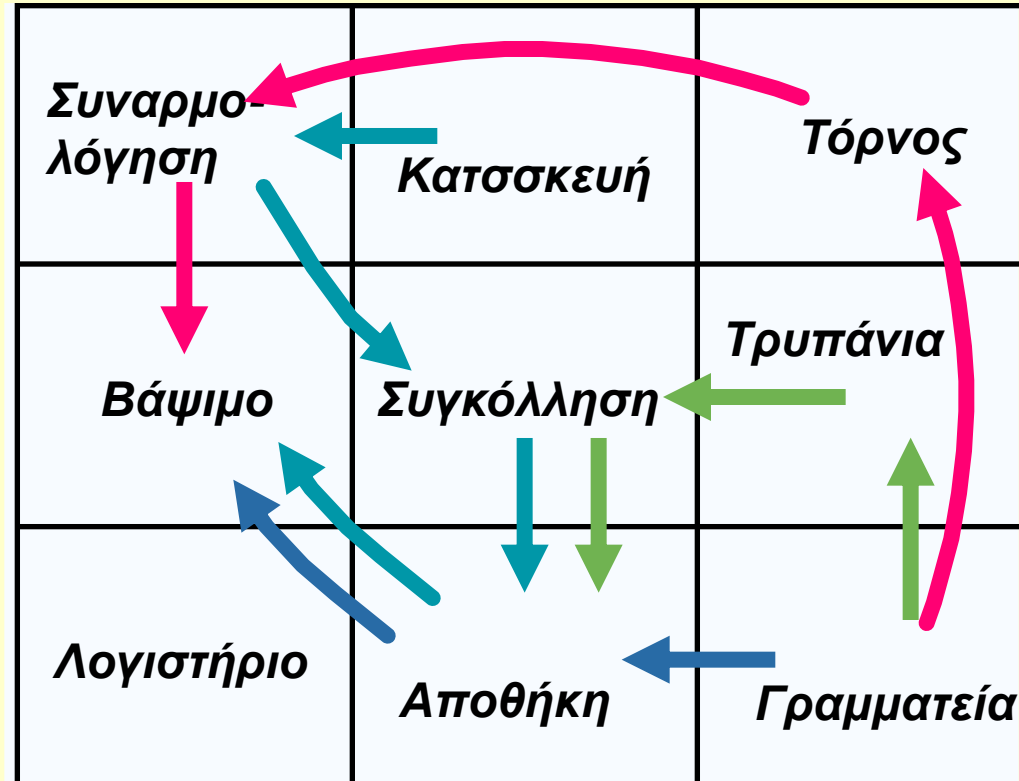 Συναρμο-
λόγηση
Κατσσκευή
Τόρνος
Βάψιμο
Συγκόλληση
Τρυπάνια
Λογιστήριο
Αποθήκη
Γραμματεία